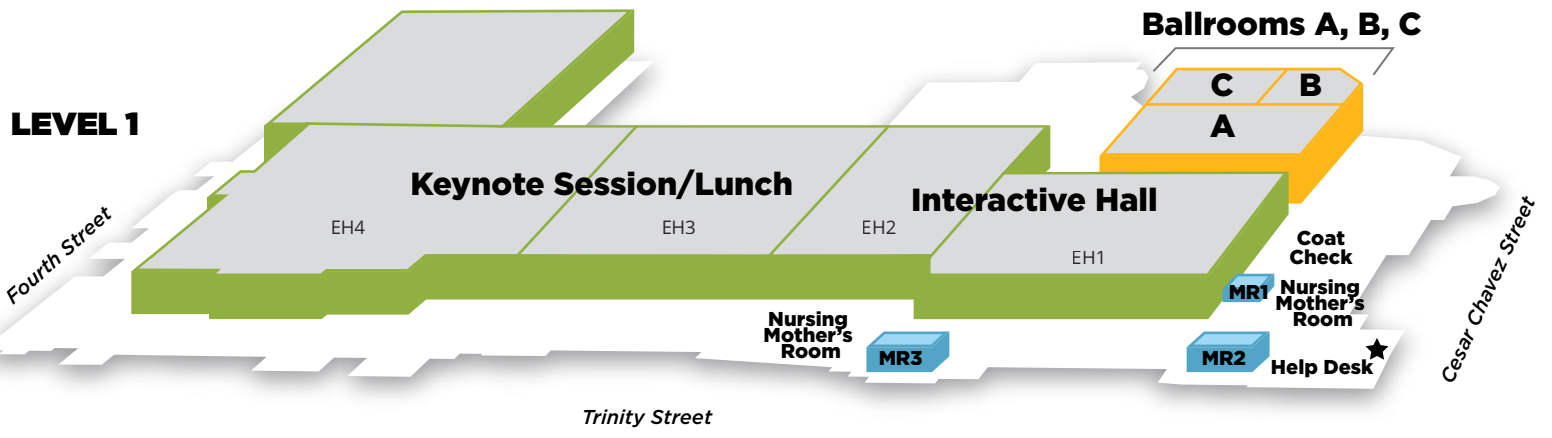 Ballrooms A, B, C
C
B
A
LEVEL 1
Keynote Session/Lunch
Interactive Hall
EH4
EH3
EH2
EH1
Fourth Street
Coat
Check
MR1
Nursing
Mother's
Room
Nursing
Mother's
Room
MR3
MR2
Help Desk
Cesar Chavez Street
Trinity Street